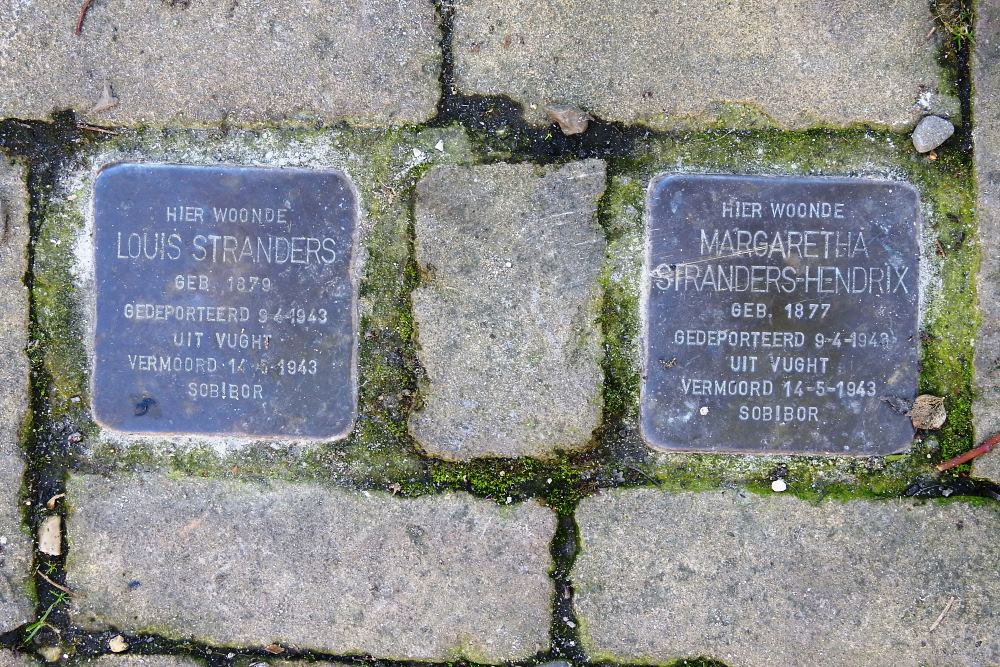 HIER WOONDE
LOUIS STRANDERS
GEB. 1879
GEDEPORTEERD 9-4-1943
UIT VUGHT
VERMOORD 14-5-1943
SOBIBOR
HIER WOONDE
MARGARETHA
STRANDERS-HENDRIX
GEB. 1877
GEDEPORTEERD 9-4-1943
UIT VUGHT
VERMOORD 14-5-1943
SOBIBOR